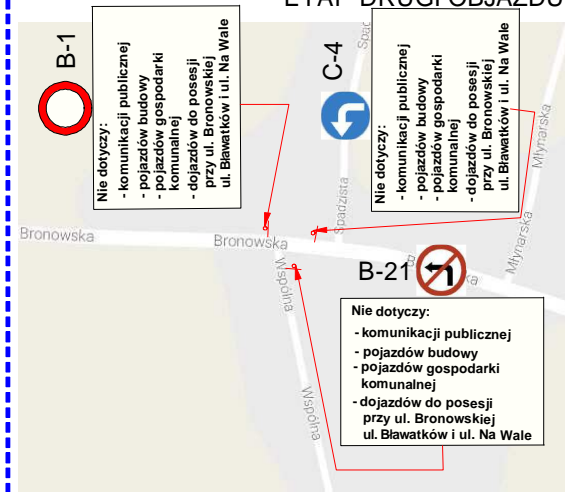 ETAP DRUGI OBJAZDU
B-1
Nie dotyczy:
- komunikacji publicznej
- pojazdów budowy
- pojazdów gospodarki
komunalnej
- dojazdów do posesji
przy ul. Bronowskiej
ul. Bławatków i ul. Na Wale
C-4
Nie dotyczy:
- komunikacji publicznej
- pojazdów budowy
- pojazdów gospodarki
komunalnej
- dojazdów do posesji
przy ul. Bronowskiej
ul. Bławatków i ul. Na Wale
Spadzista
Młynarska
Bronowska
Bronowska
Młynarska
Wspólna
B-21
Nie dotyczy:
- komunikacji publicznej
- pojazdów budowy
- pojazdów gospodarki
komunalnej
- dojazdów do posesji
przy ul. Bronowskiej
ul. Bławatków i ul. Na Wale
Wspólna